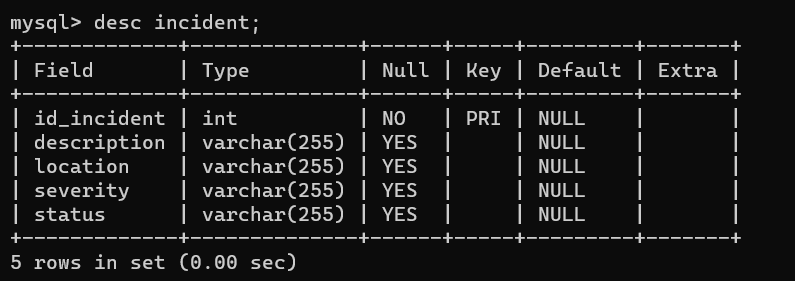 mysql> desc incident;
+-------------+--------------+------+-----+---------+-------+
| Field       | Type         | Null | Key | Default | Extra |
+-------------+--------------+------+-----+---------+-------+
| id_incident | int          | NO   | PRI | NULL    |       |
| description | varchar(255) | YES  |     | NULL    |       |
| location    | varchar(255) | YES  |     | NULL    |       |
| severity    | varchar(255) | YES  |     | NULL    |       |
| status      | varchar(255) | YES  |     | NULL    |       |
+-------------+--------------+------+-----+---------+-------+
5 rows in set (0.00 sec)